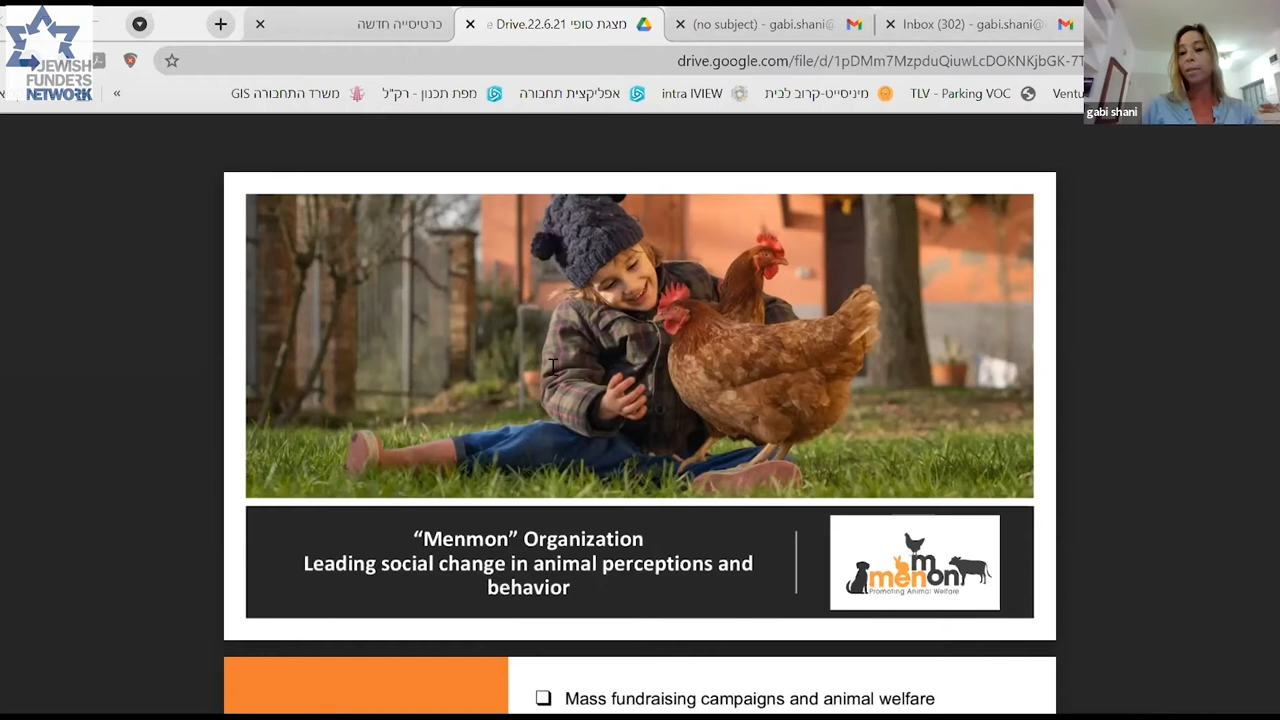 JEWISH
FUNDERS
NETWORK
כרטיסייה חדשה
מצגת סופי 22.6.21.Drive
(no subject) - gabi.shani@
Inbox (302) - gabi.shani@
drive.google.com/file/d/1pDMm7MzpduQiuwLcDOKNKjbGK-7T
«
משרד התחבורה GIS
מפת תכנון - רק"ל
אפליקצית תחבורה
intra IVIEW
מיניסייט-קרוב לבית
TLV - Parking VOC
Ventu
gabi shani
“Menmon” Organization
Leading social change in animal perceptions and
behavior
menmon
Promoting Animal Welfare
Mass fundraising campaigns and animal welfare